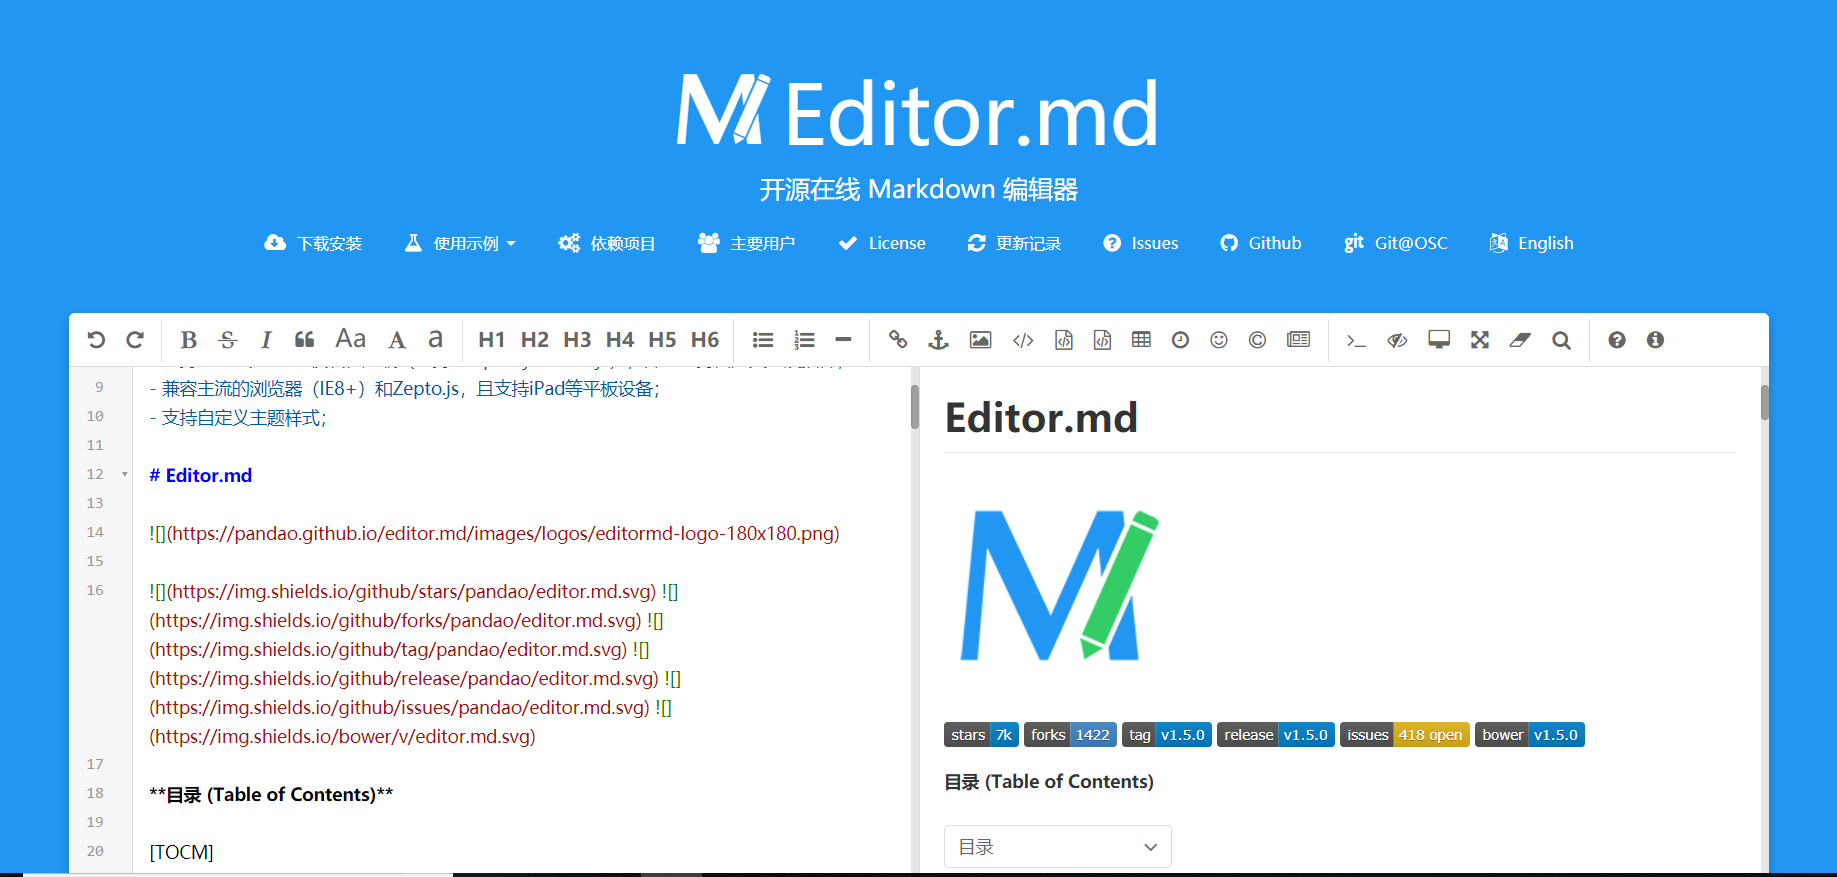 Editor.md
开源在线 Markdown 编辑器
下载安装 使用示例 依赖项目 主要用户 License 更新记录 Issues Github git Git@OSC English
B S I Aa A a H1 H2 H3 H4 H5 H6
9 - 兼容主流的浏览器（IE8+）和Zepto.js，且支持iPad等平板设备；
10 - 支持自定义主题样式；
11
12 # Editor.md
13
14 ![](https://pandao.github.io/editor.md/images/logos/editormd-logo-180x180.png)
15
16 ![](https://img.shields.io/github/stars/pandao/editor.md.svg) ![]
(https://img.shields.io/github/forks/pandao/editor.md.svg) ![]
(https://img.shields.io/github/tag/pandao/editor.md.svg) ![]
(https://img.shields.io/github/release/pandao/editor.md.svg) ![]
(https://img.shields.io/github/issues/pandao/editor.md.svg) ![]
(https://img.shields.io/bower/v/editor.md.svg)
17
18 **目录 (Table of Contents)**
19
20 [TOCM]
Editor.md
stars 7k forks 1422 tag v1.5.0 release v1.5.0 issues 418 open bower v1.5.0
目录 (Table of Contents)
目录